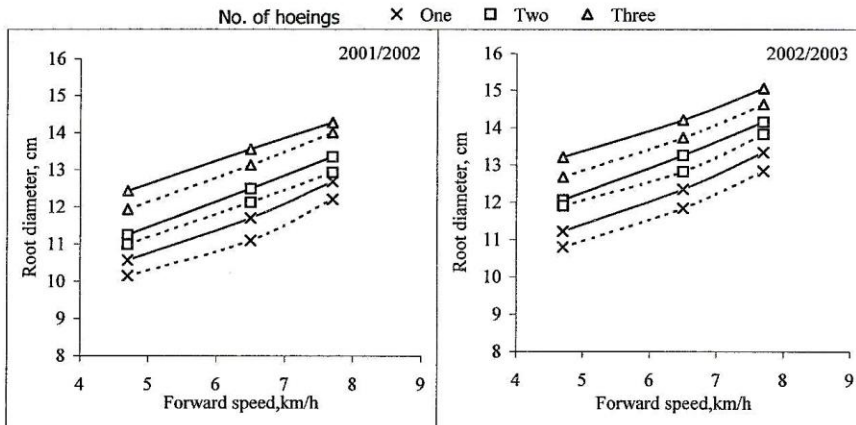 No. of hoeings × One □ Two △ Three
2001/2002
16
15
14
13
12
11
10
9
8
Root diameter, cm
4 5 6 7 8 9
Forward speed,km/h
2002/2003
16
15
14
13
12
11
10
9
8
Root diameter, cm
4 5 6 7 8 9
Forward speed,km/h